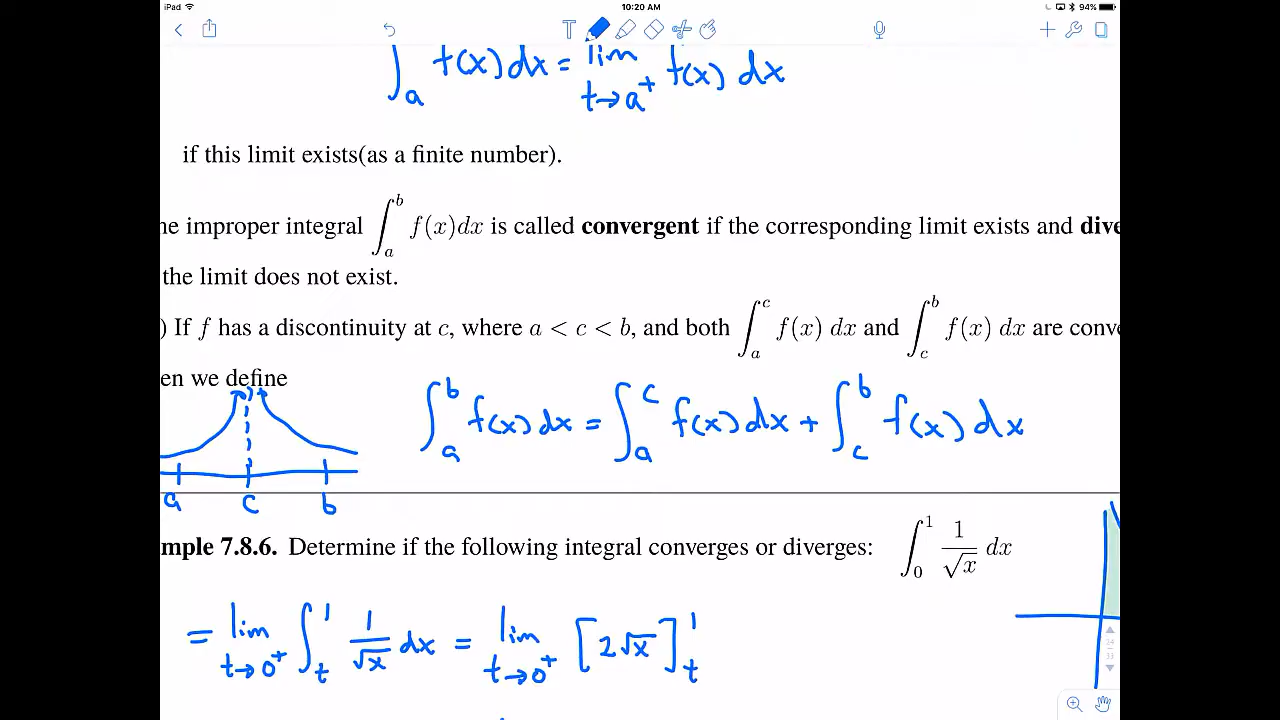 iPad 10:20 AM 94%
T
∫_a f(x) dx = lim_{t→a⁺} f(x) dx
if this limit exists(as a finite number).
he improper integral ∫_a^b f(x)dx is called convergent if the corresponding limit exists and dive
the limit does not exist.
) If f has a discontinuity at c, where a < c < b, and both ∫_a^c f(x) dx and ∫_c^b f(x) dx are conve
en we define
∫_a^b f(x) dx = ∫_a^c f(x) dx + ∫_c^b f(x) dx
a c b
mple 7.8.6. Determine if the following integral converges or diverges: ∫_0^1 1/√x dx
= lim_{t→0⁺} ∫_t^1 1/√x dx = lim_{t→0⁺} [2√x]_t^1